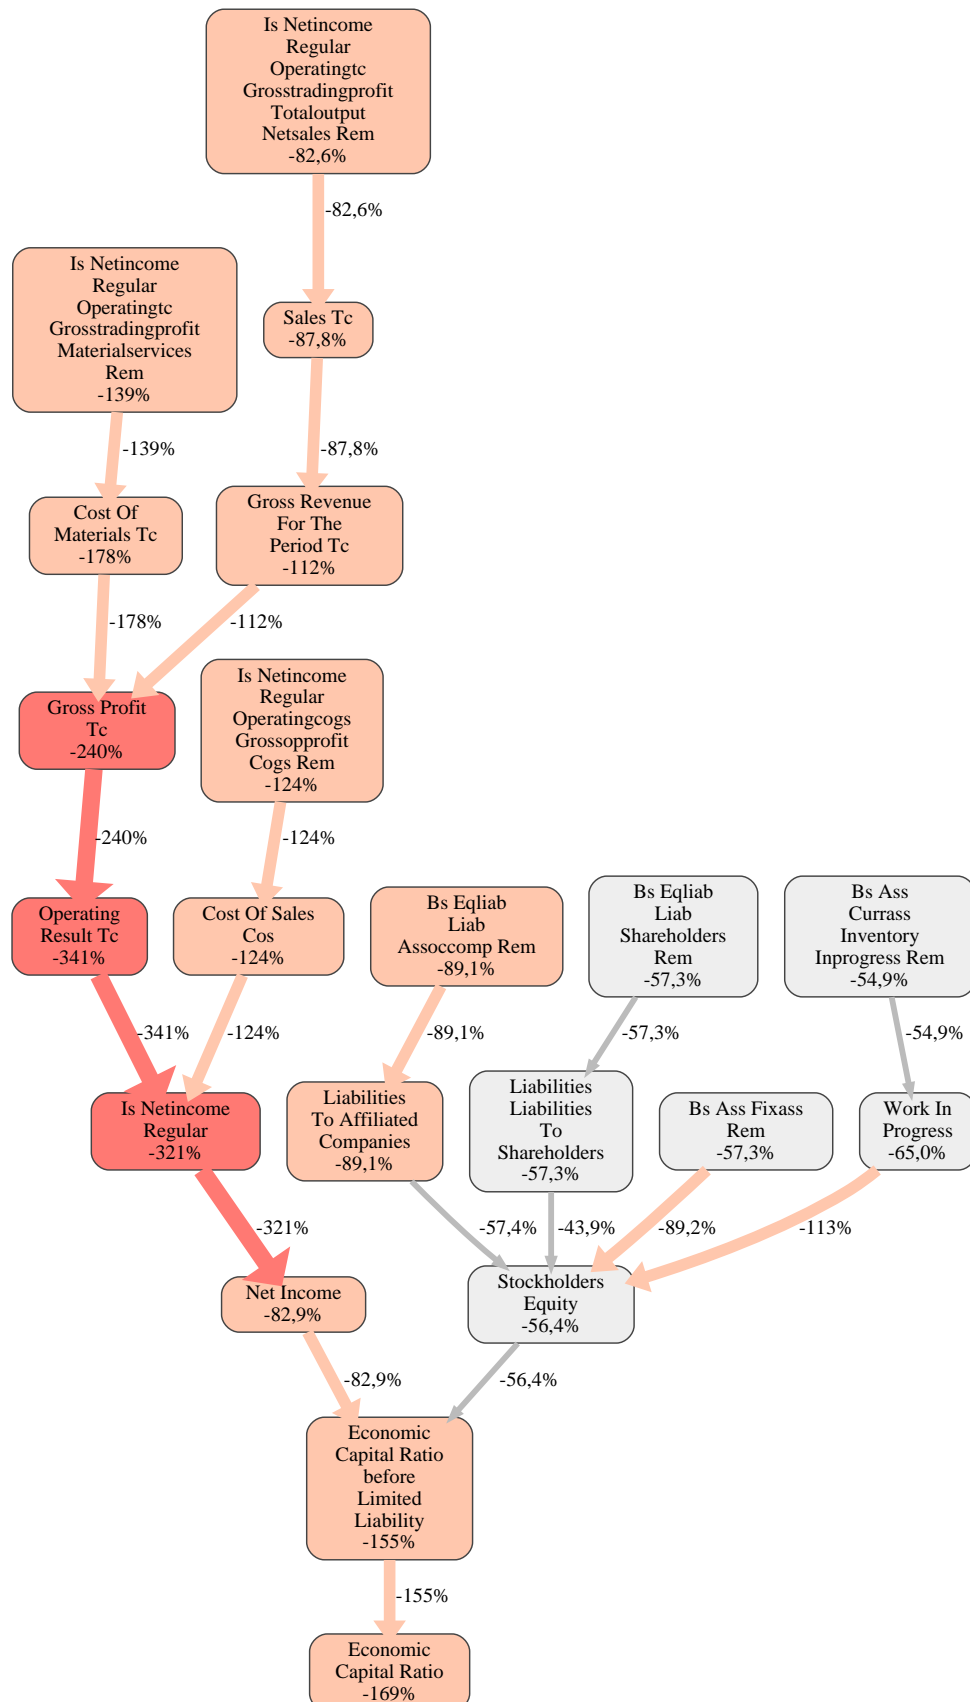 Is Netincome
Regular
Operatingtc
Grosstradingprofit
Totaloutput
Netsales Rem
-82,6%
-82,6%
Is Netincome
Regular
Operatingtc
Grosstradingprofit
Materialservices
Rem
-139%
Sales Tc
-87,8%
-139%
-87,8%
Cost Of
Materials Tc
-178%
Gross Revenue
For The
Period Tc
-112%
-178%
-112%
Gross Profit
Tc
-240%
Is Netincome
Regular
Operatingcogs
Grossopprofit
Cogs Rem
-124%
-240%
-124%
Operating
Result Tc
-341%
Cost Of Sales
Cos
-124%
Bs Eqliab
Liab
Assoccomp Rem
-89,1%
Bs Eqliab
Liab
Shareholders
Rem
-57,3%
Bs Ass
Currass
Inventory
Inprogress Rem
-54,9%
-341%
-124%
-89,1%
-57,3%
-54,9%
Is Netincome
Regular
-321%
Liabilities
To Affiliated
Companies
-89,1%
Liabilities
Liabilities
To
Shareholders
-57,3%
Bs Ass Fixass
Rem
-57,3%
Work In
Progress
-65,0%
-321%
-57,4%
-43,9%
-89,2%
-113%
Net Income
-82,9%
Stockholders
Equity
-56,4%
-82,9%
-56,4%
Economic
Capital Ratio
before
Limited
Liability
-155%
-155%
Economic
Capital Ratio
-169%